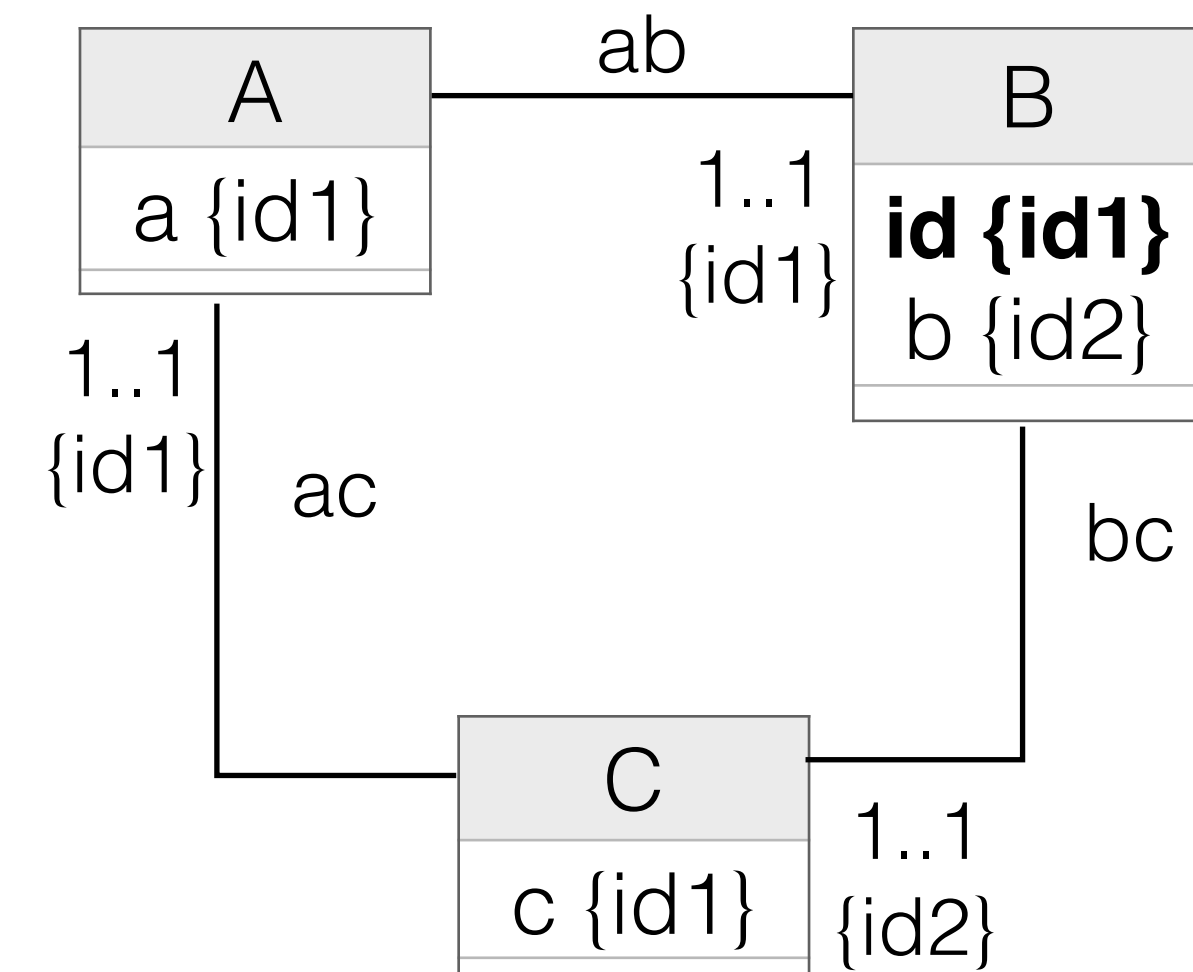 A
a {id1}
ab
B
1..1
{id1}
id {id1}
b {id2}
1..1
{id1}
ac
bc
C
c {id1}
1..1
{id2}